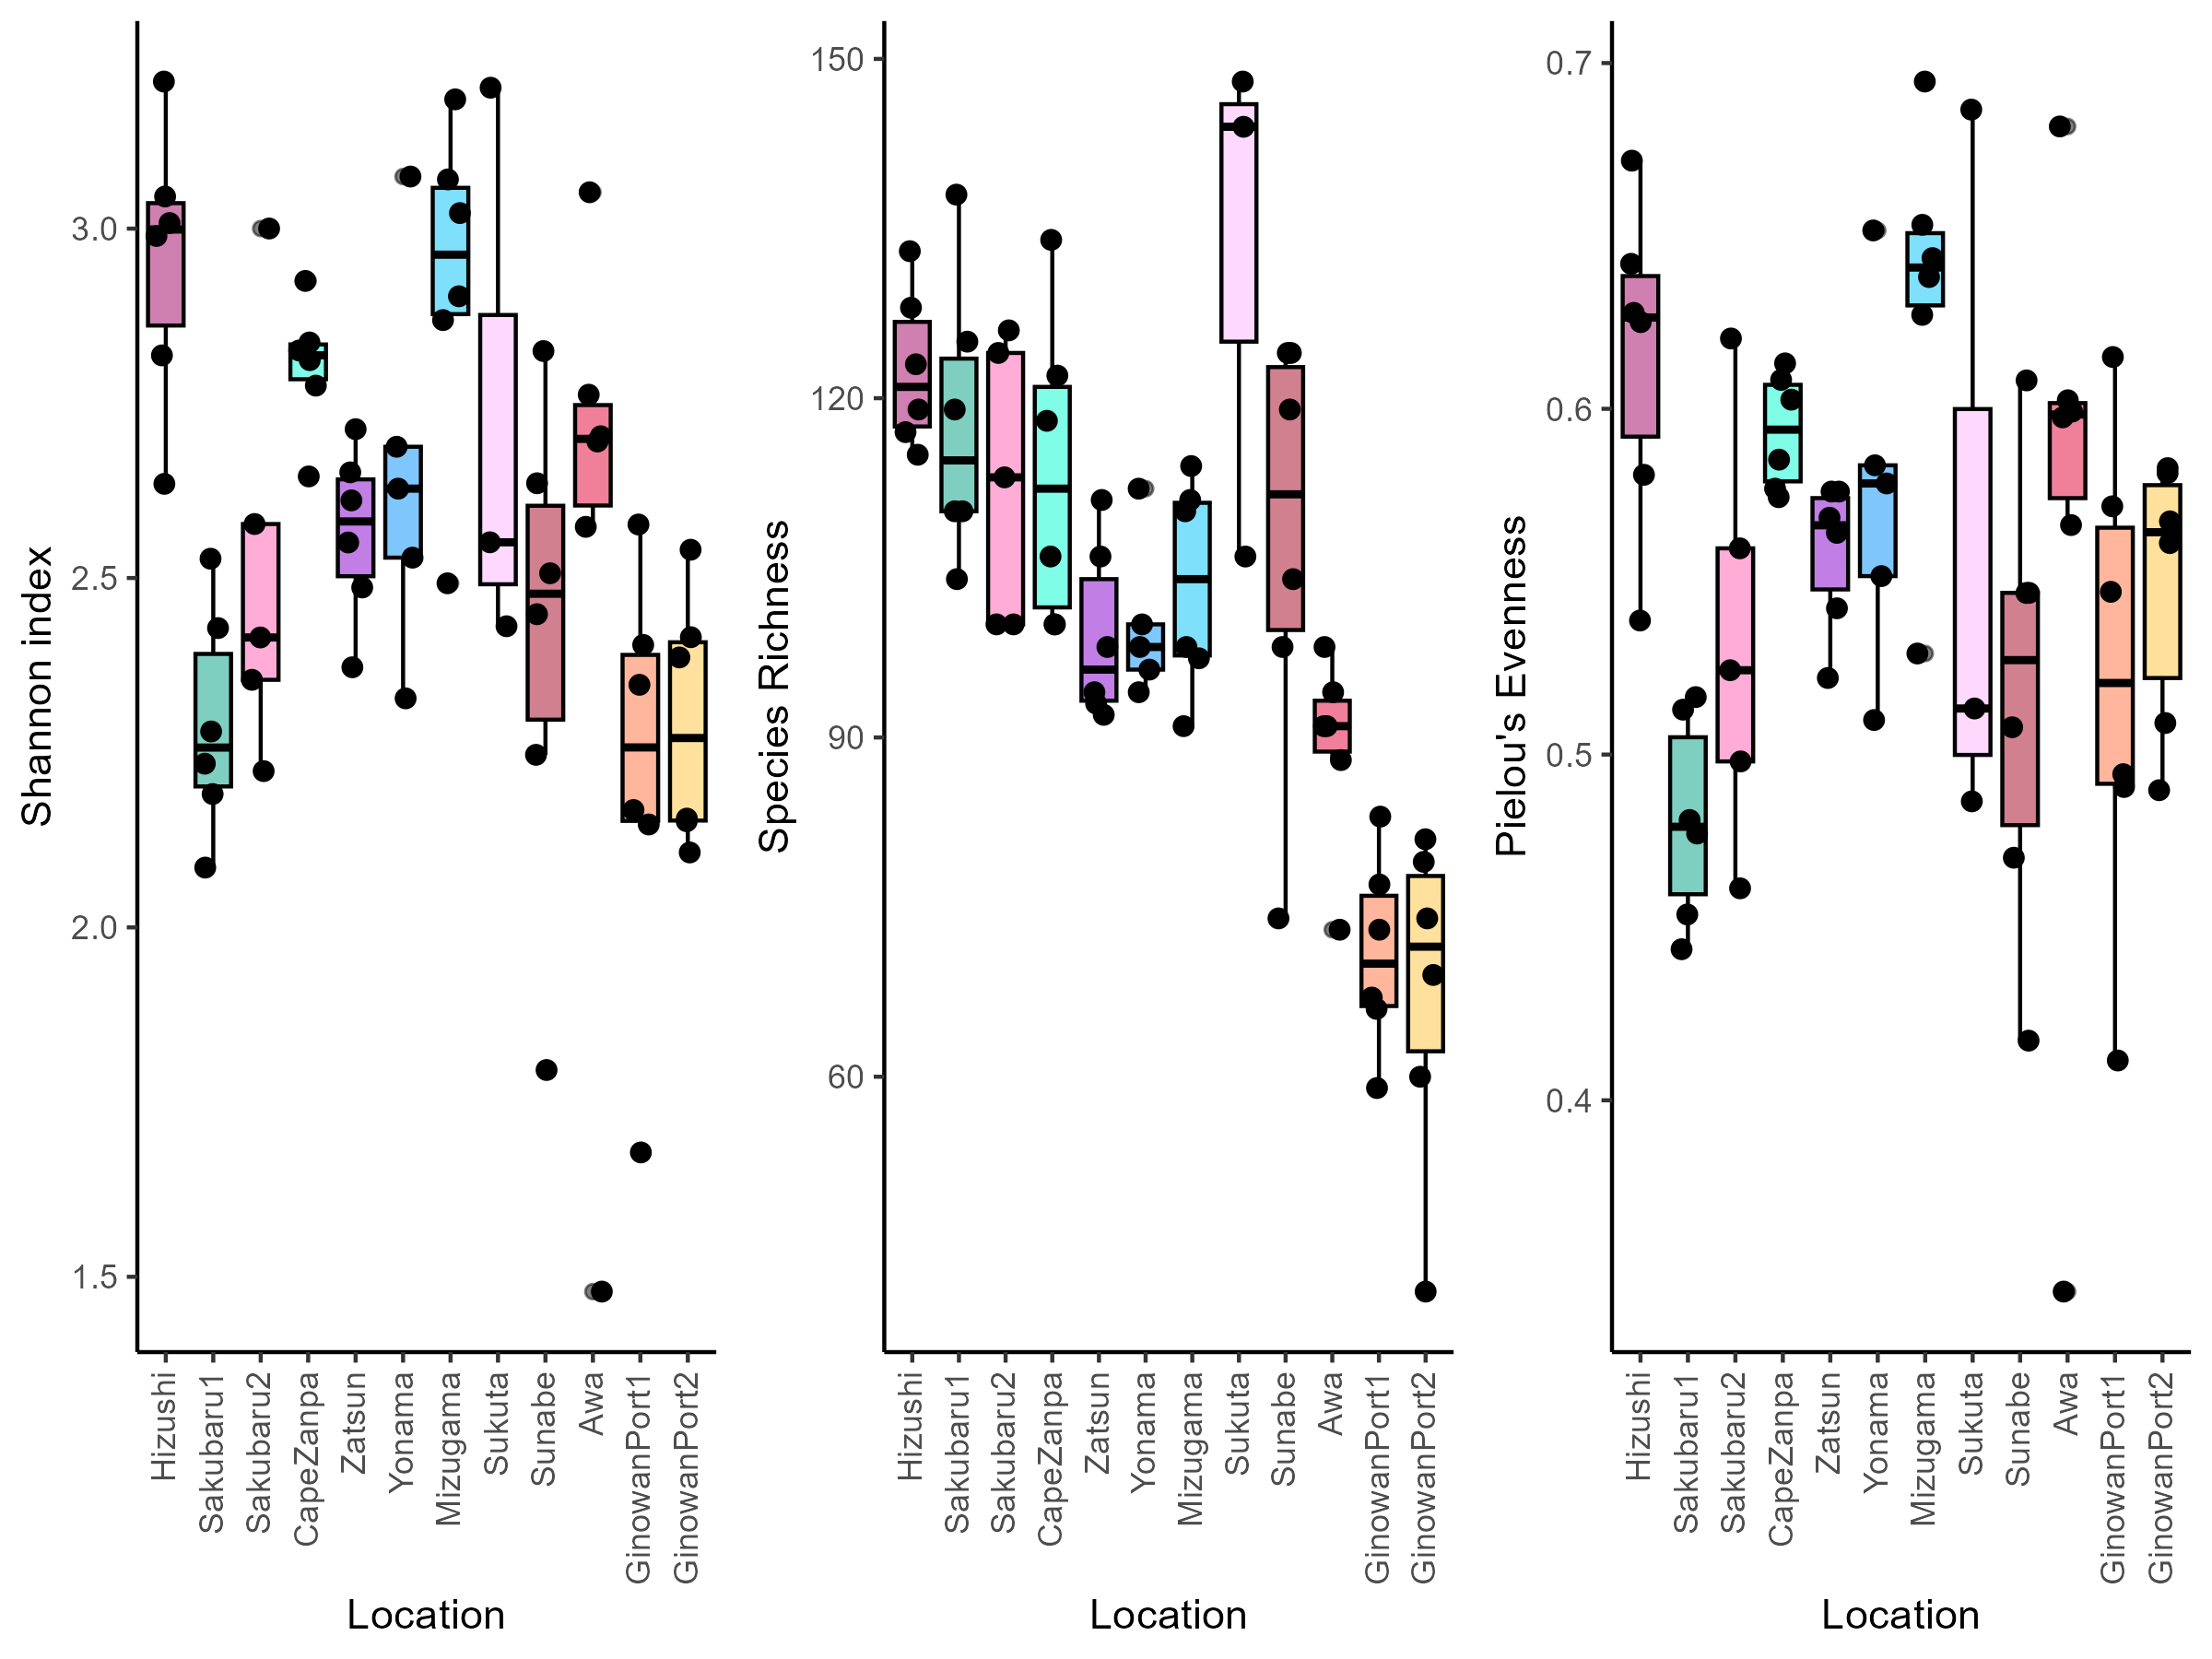 Shannon index
3.0
2.5
2.0
1.5
Hizushi
Sakubaru1
Sakubaru2
CapeZanpa
Zatsun
Yonama
Mizugama
Sukuta
Sunabe
Awa
GinowanPort1
GinowanPort2
Location
Species Richness
150
120
90
60
Hizushi
Sakubaru1
Sakubaru2
CapeZanpa
Zatsun
Yonama
Mizugama
Sukuta
Sunabe
Awa
GinowanPort1
GinowanPort2
Location
Pielou's Evenness
0.7
0.6
0.5
0.4
Hizushi
Sakubaru1
Sakubaru2
CapeZanpa
Zatsun
Yonama
Mizugama
Sukuta
Sunabe
Awa
GinowanPort1
GinowanPort2
Location